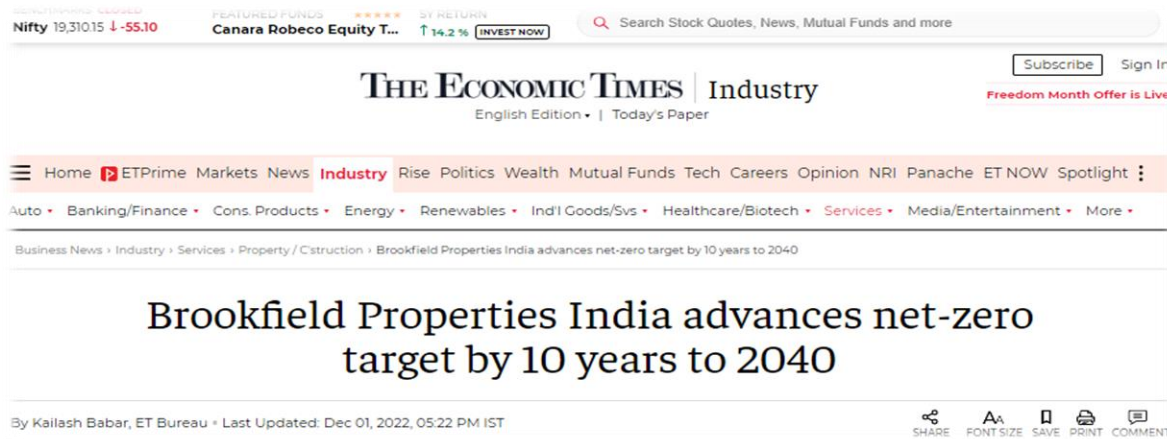 BENCHMARKS CLOSED
FEATURED FUNDS ★★★★★ 5Y RETURN
Nifty 19,310.15 ↓ -55.10 Canara Robeco Equity T... ↑ 14.2 % INVEST NOW
Search Stock Quotes, News, Mutual Funds and more
Subscribe Sign In
THE ECONOMIC TIMES | Industry
Freedom Month Offer is Live
English Edition ▾ | Today's Paper
Home ETPrime Markets News Industry Rise Politics Wealth Mutual Funds Tech Careers Opinion NRI Panache ET NOW Spotlight
Auto ▾ Banking/Finance ▾ Cons. Products ▾ Energy ▾ Renewables ▾ Ind'l Goods/Svs ▾ Healthcare/Biotech ▾ Services ▾ Media/Entertainment ▾ More ▾
Business News › Industry › Services › Property / C'struction › Brookfield Properties India advances net-zero target by 10 years to 2040
Brookfield Properties India advances net-zero
target by 10 years to 2040
By Kailash Babar, ET Bureau • Last Updated: Dec 01, 2022, 05:22 PM IST
SHARE FONT SIZE SAVE PRINT COMMENT